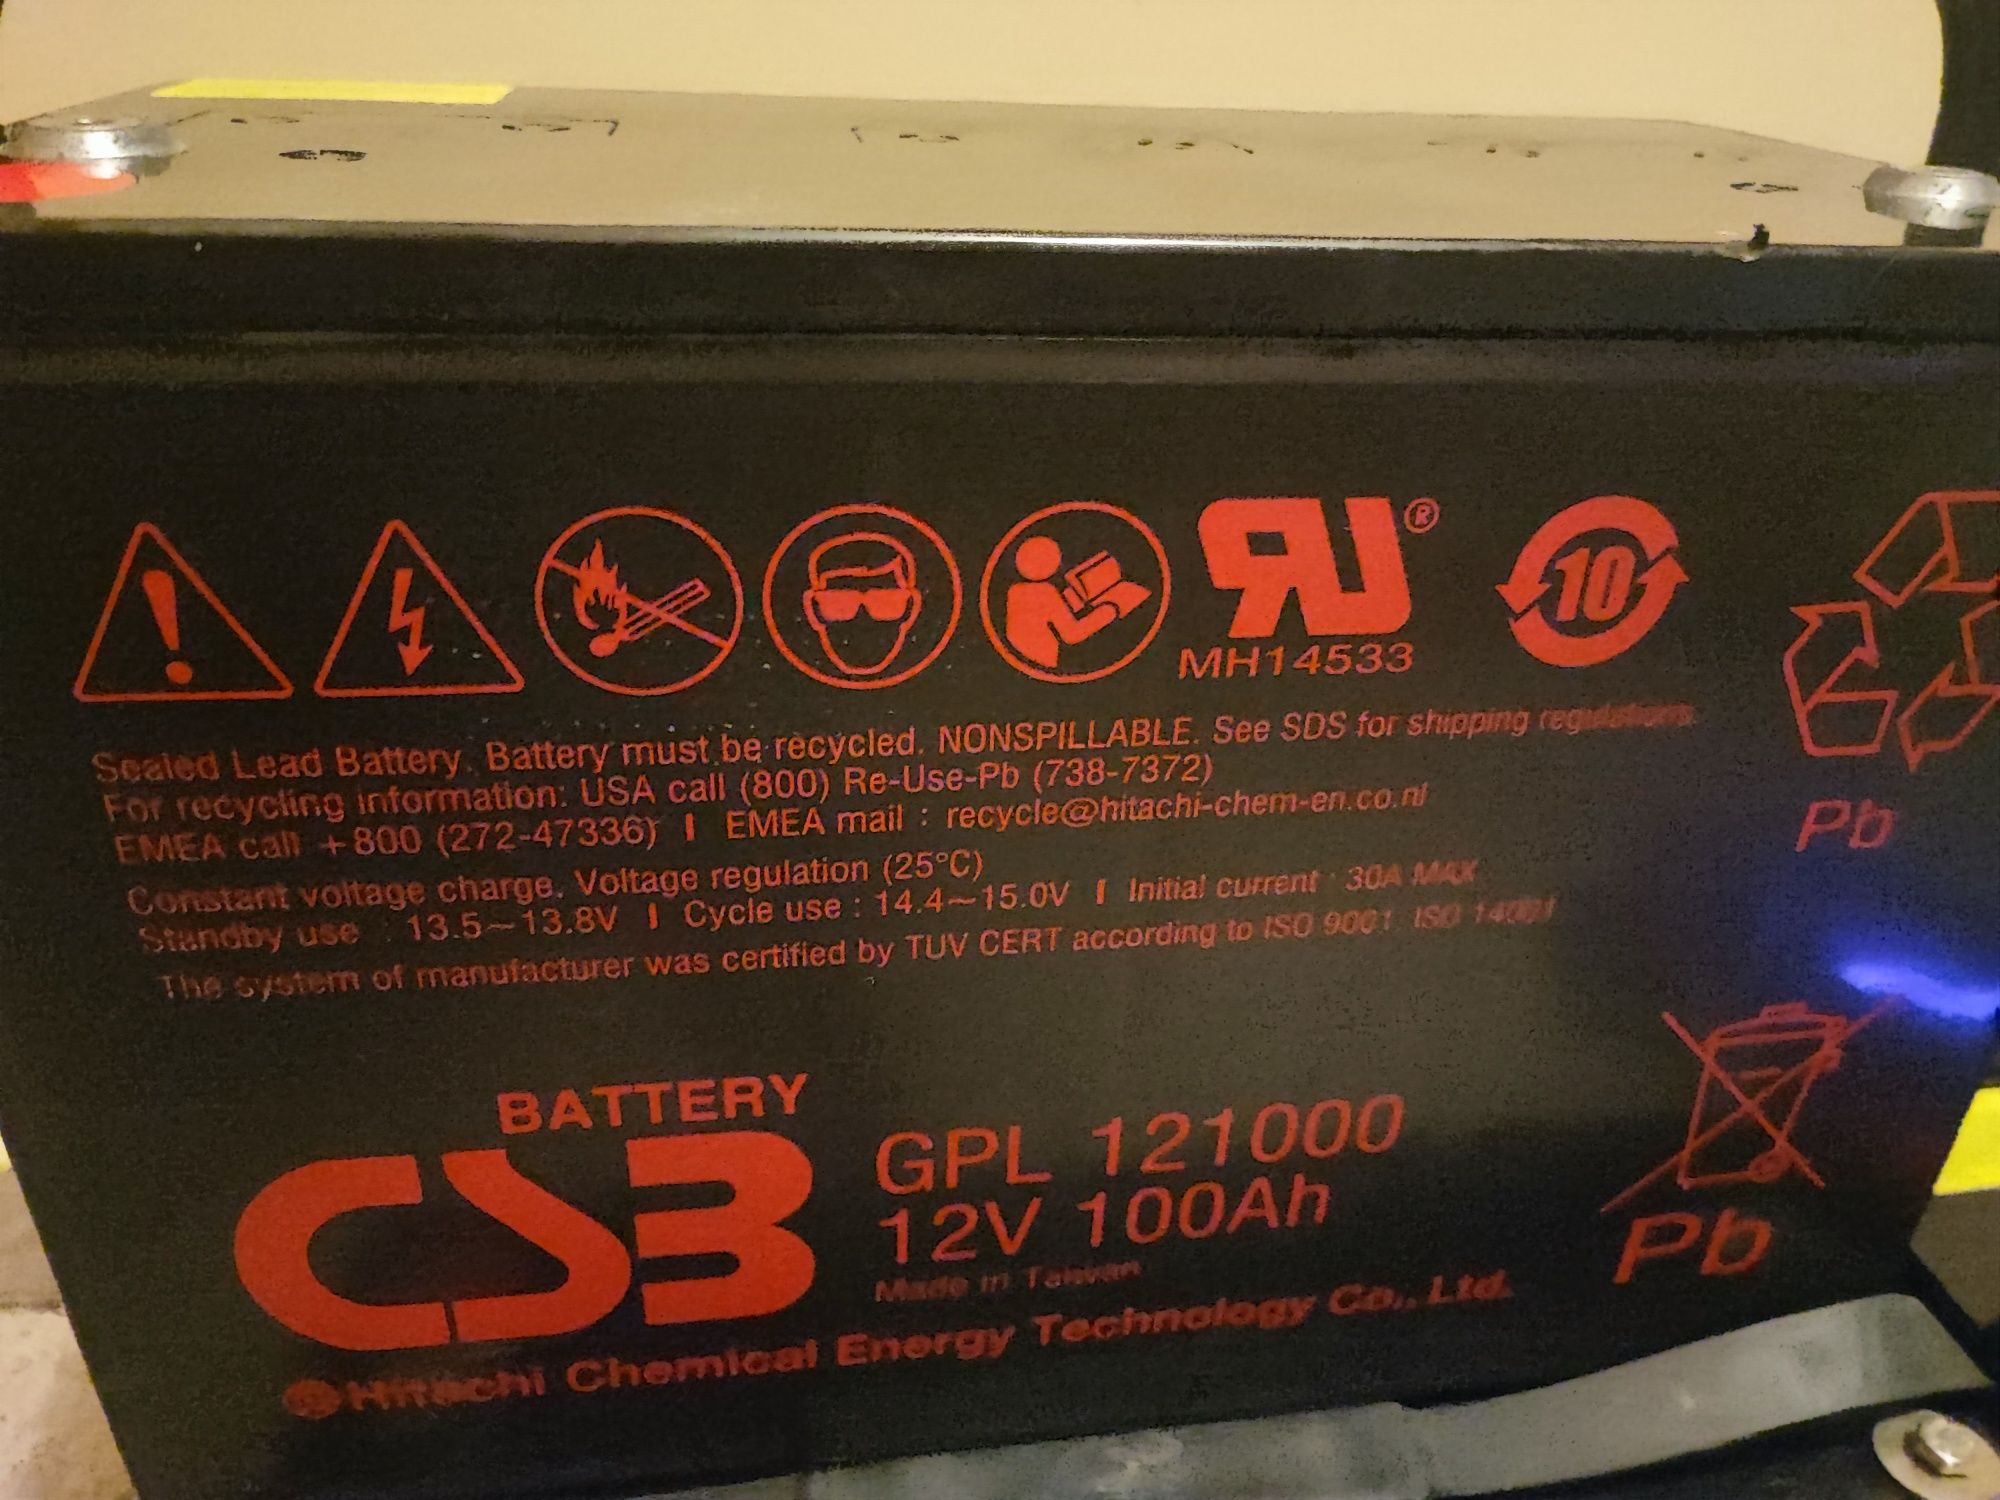 RU®
MH14533
10
Sealed Lead Battery. Battery must be recycled. NONSPILLABLE. See SDS for shipping regulations.
For recycling information: USA call (800) Re-Use-Pb (738-7372)
EMEA call +800 (272-47336) I EMEA mail : recycle@hitachi-chem-en.co.nl
Pb
Constant voltage charge. Voltage regulation (25°C)
Standby use : 13.5~13.8V I Cycle use : 14.4~15.0V I Initial current : 30A MAX
The system of manufacturer was certified by TUV CERT according to ISO 9001 ISO 14001
BATTERY
CSB
GPL 121000
12V 100Ah
Made in Taiwan
Pb
Hitachi Chemical Energy Technology Co., Ltd.